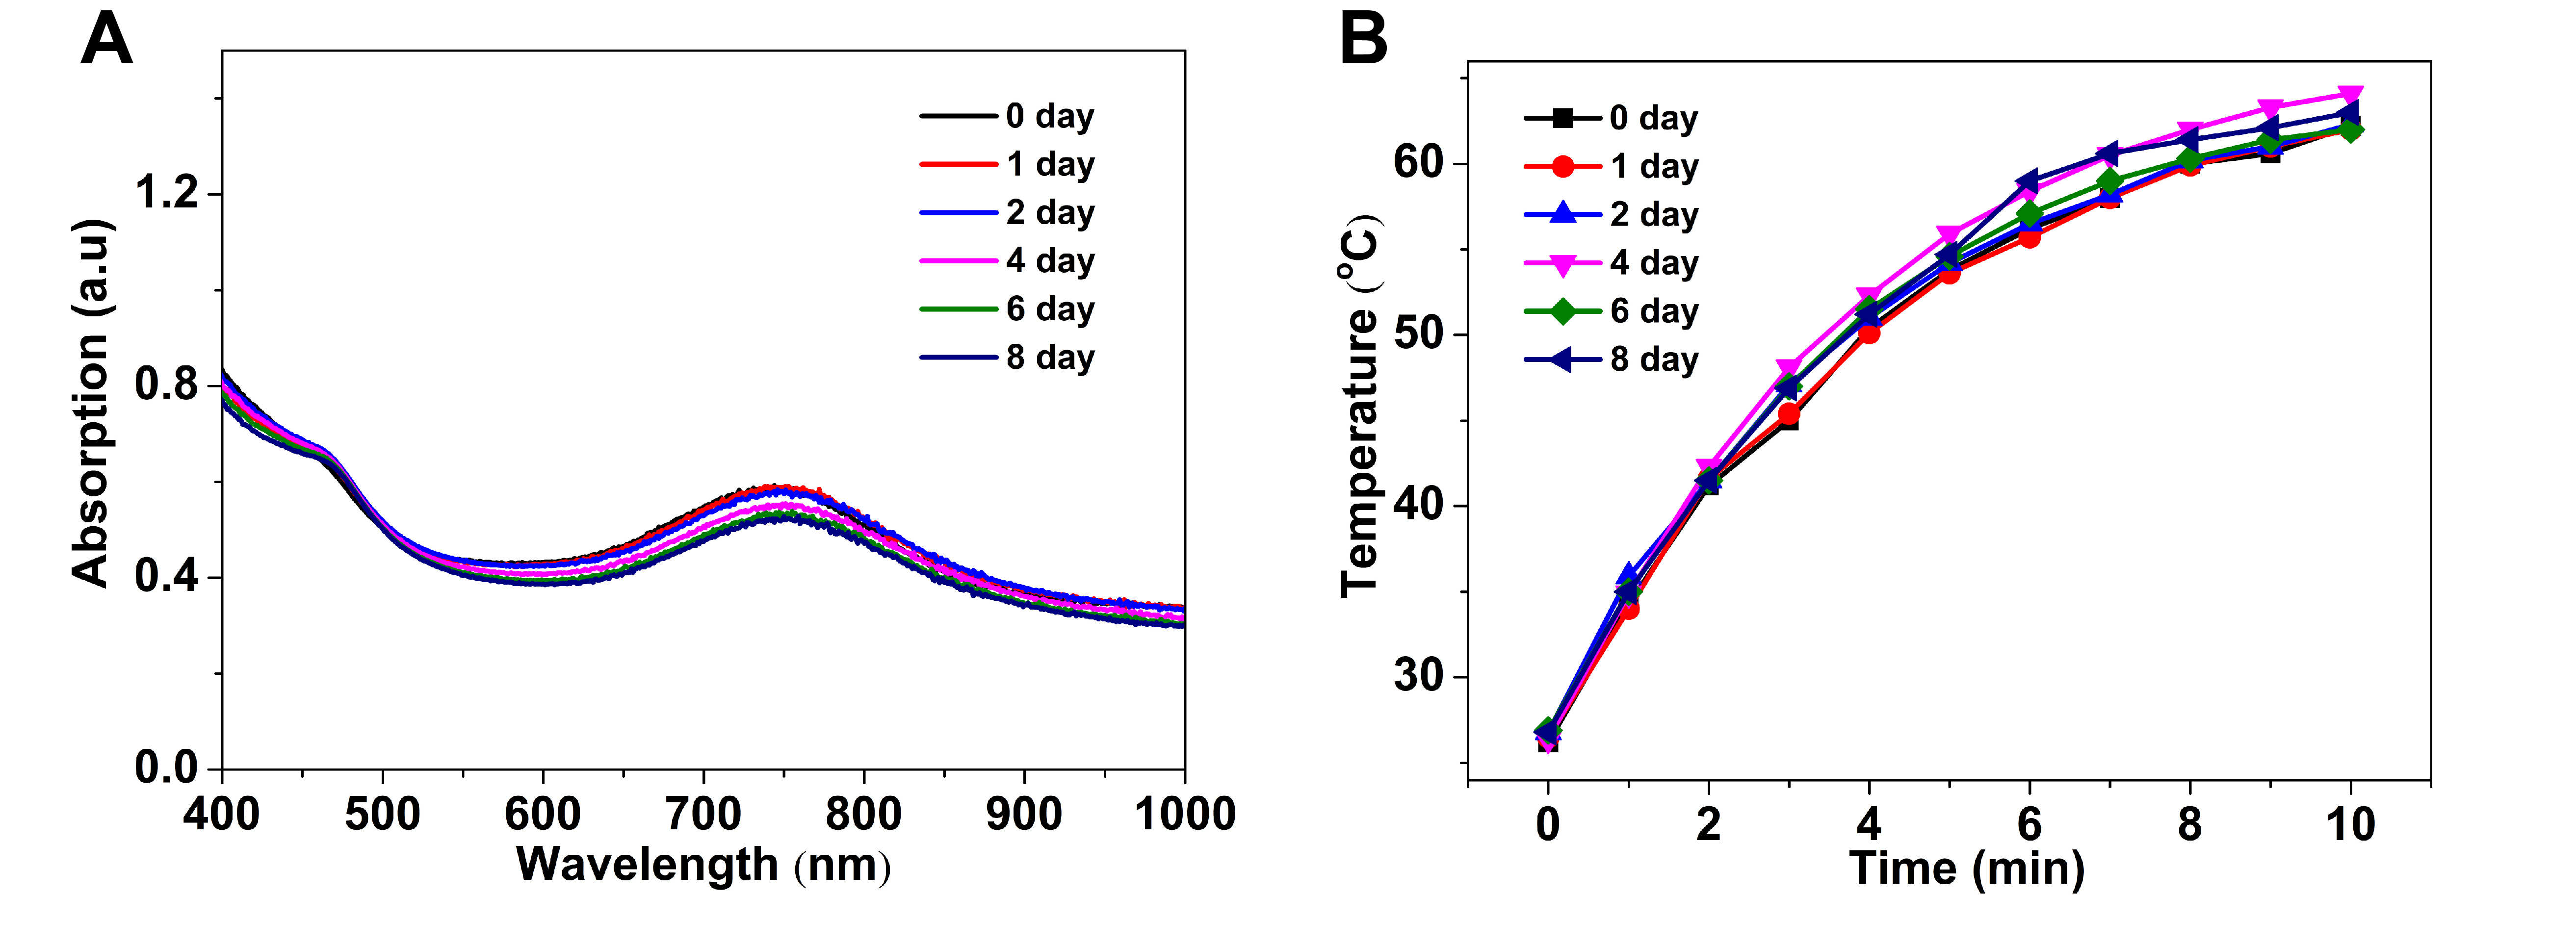 A
Absorption (a.u)
1.2
0.8
0.4
0.0
400 500 600 700 800 900 1000
Wavelength (nm)
0 day
1 day
2 day
4 day
6 day
8 day
B
Temperature (°C)
60
50
40
30
0 2 4 6 8 10
Time (min)
0 day
1 day
2 day
4 day
6 day
8 day